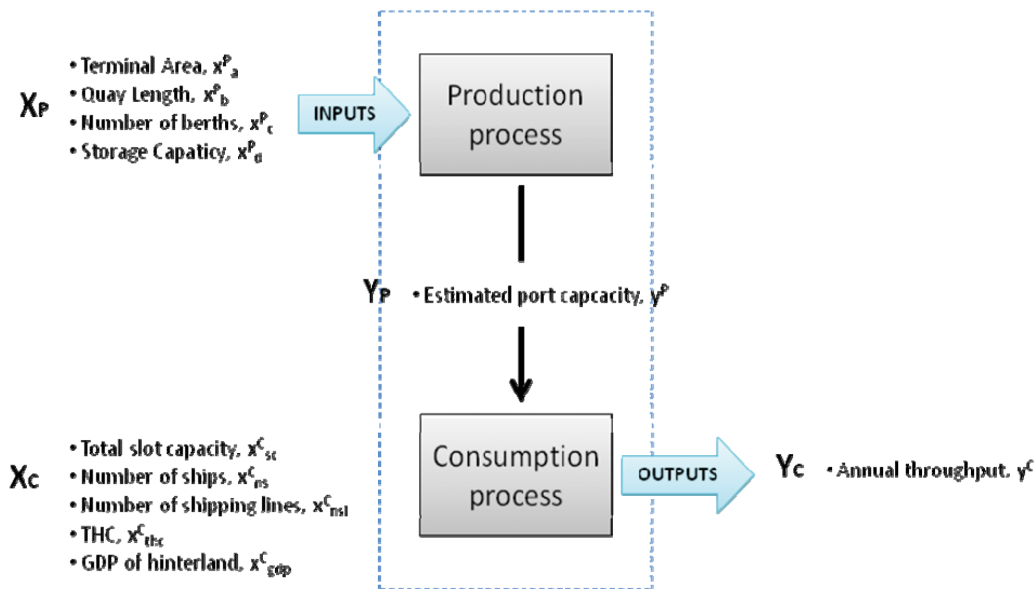 • Terminal Area, x^P_a
X_P • Quay Length, x^P_b
• Number of berths, x^P_c
• Storage Capaticy, x^P_d
INPUTS
Production
process
Y_P • Estimated port capcacity, y^P
• Total slot capacity, x^C_sc
X_C • Number of ships, x^C_ns
• Number of shipping lines, x^C_nsl
• THC, x^C_thc
• GDP of hinterland, x^C_gdp
Consumption
process
OUTPUTS
Y_C • Annual throughput, y^C